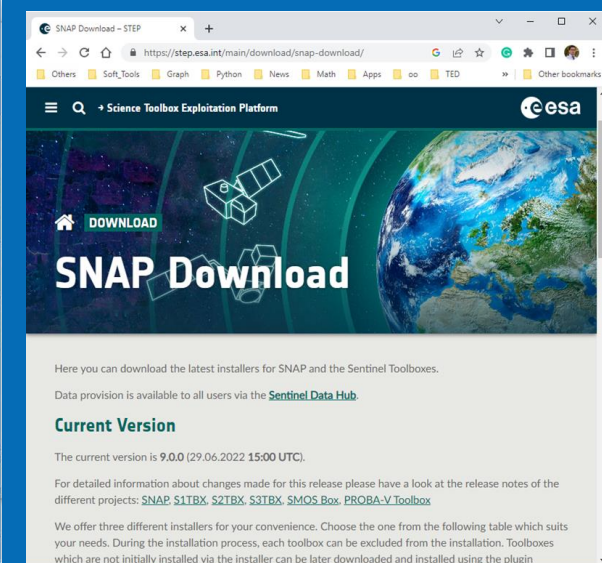 SNAP Download – STEP
https://step.esa.int/main/download/snap-download/
Others Soft_Tools Graph Python News Math Apps oo TED » Other bookmarks
→ Science Toolbox Exploitation Platform
esa
DOWNLOAD
SNAP Download
Here you can download the latest installers for SNAP and the Sentinel Toolboxes.
Data provision is available to all users via the Sentinel Data Hub.
Current Version
The current version is 9.0.0 (29.06.2022 15:00 UTC).
For detailed information about changes made for this release please have a look at the release notes of the
different projects: SNAP, S1TBX, S2TBX, S3TBX, SMOS Box, PROBA-V Toolbox
We offer three different installers for your convenience. Choose the one from the following table which suits
your needs. During the installation process, each toolbox can be excluded from the installation. Toolboxes
which are not initially installed via the installer can be later downloaded and installed using the plugin